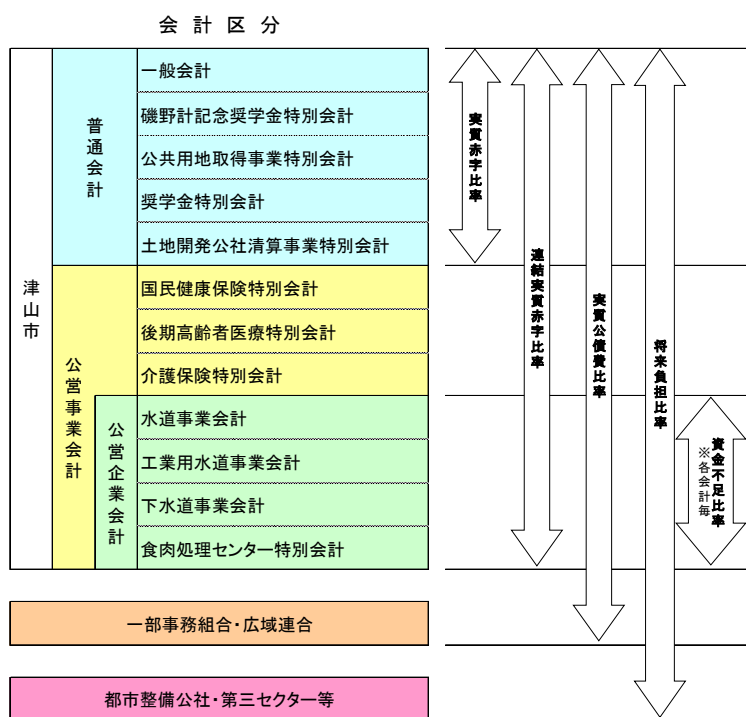 会計区分
津山市
普通会計
一般会計
磯野計記念奨学金特別会計
公共用地取得事業特別会計
奨学金特別会計
土地開発公社清算事業特別会計
公営事業会計
国民健康保険特別会計
後期高齢者医療特別会計
介護保険特別会計
公営企業会計
水道事業会計
工業用水道事業会計
下水道事業会計
食肉処理センター特別会計
一部事務組合・広域連合
都市整備公社・第三セクター等
実質赤字比率
連結実質赤字比率
実質公債費比率
将来負担比率
資金不足比率
※各会計毎